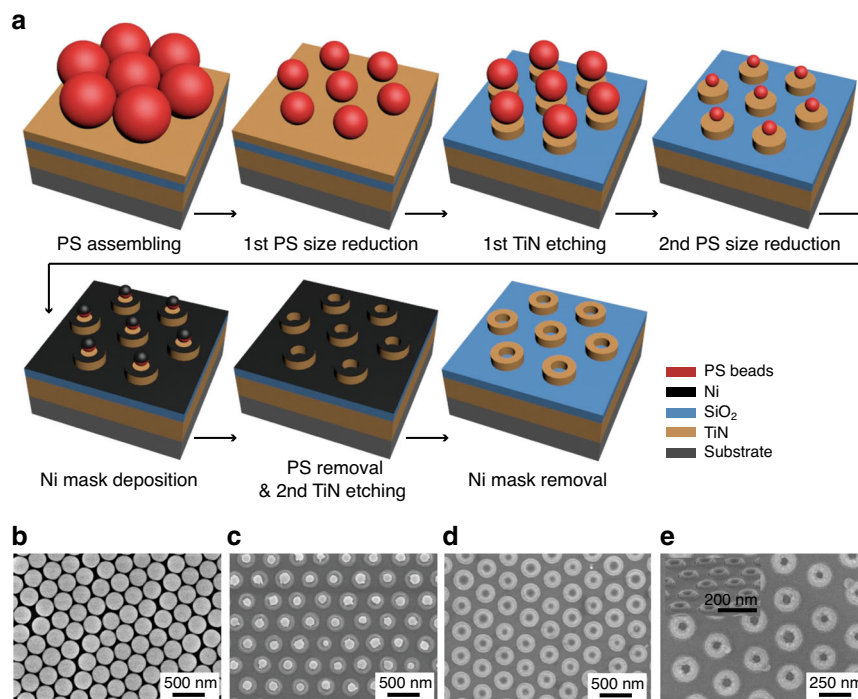 a
PS assembling
1st PS size reduction
1st TiN etching
2nd PS size reduction
Ni mask deposition
PS removal
& 2nd TiN etching
Ni mask removal
PS beads
Ni
SiO₂
TiN
Substrate
b
c
d
e
500 nm
500 nm
500 nm
200 nm
250 nm